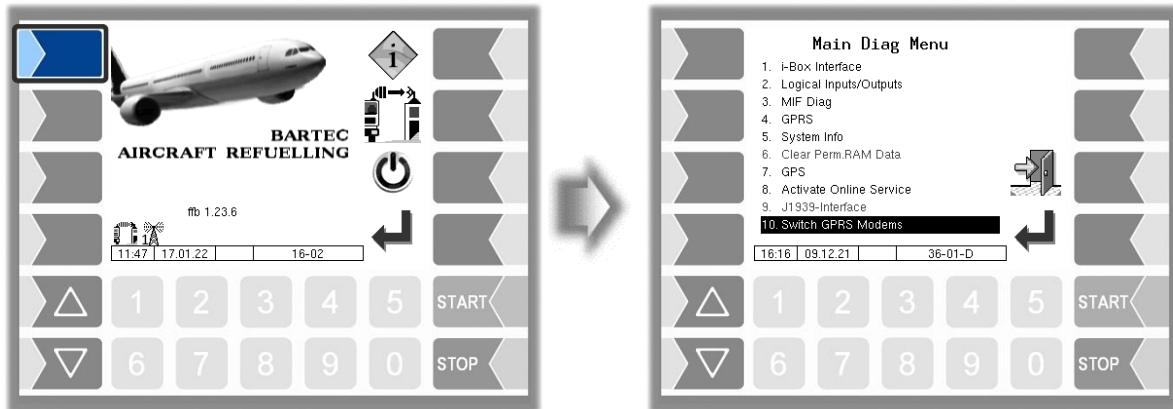 BARTEC
AIRCRAFT REFUELLING
ffb 1.23.6
1
11:47 17.01.22 16-02
1 2 3 4 5 START
6 7 8 9 0 STOP
Main Diag Menu
1. i-Box Interface
2. Logical Inputs/Outputs
3. MIF Diag
4. GPRS
5. System Info
6. Clear Perm.RAM Data
7. GPS
8. Activate Online Service
9. J1939-Interface
10. Switch GPRS Modems
16:16 09.12.21 36-01-D
1 2 3 4 5 START
6 7 8 9 0 STOP